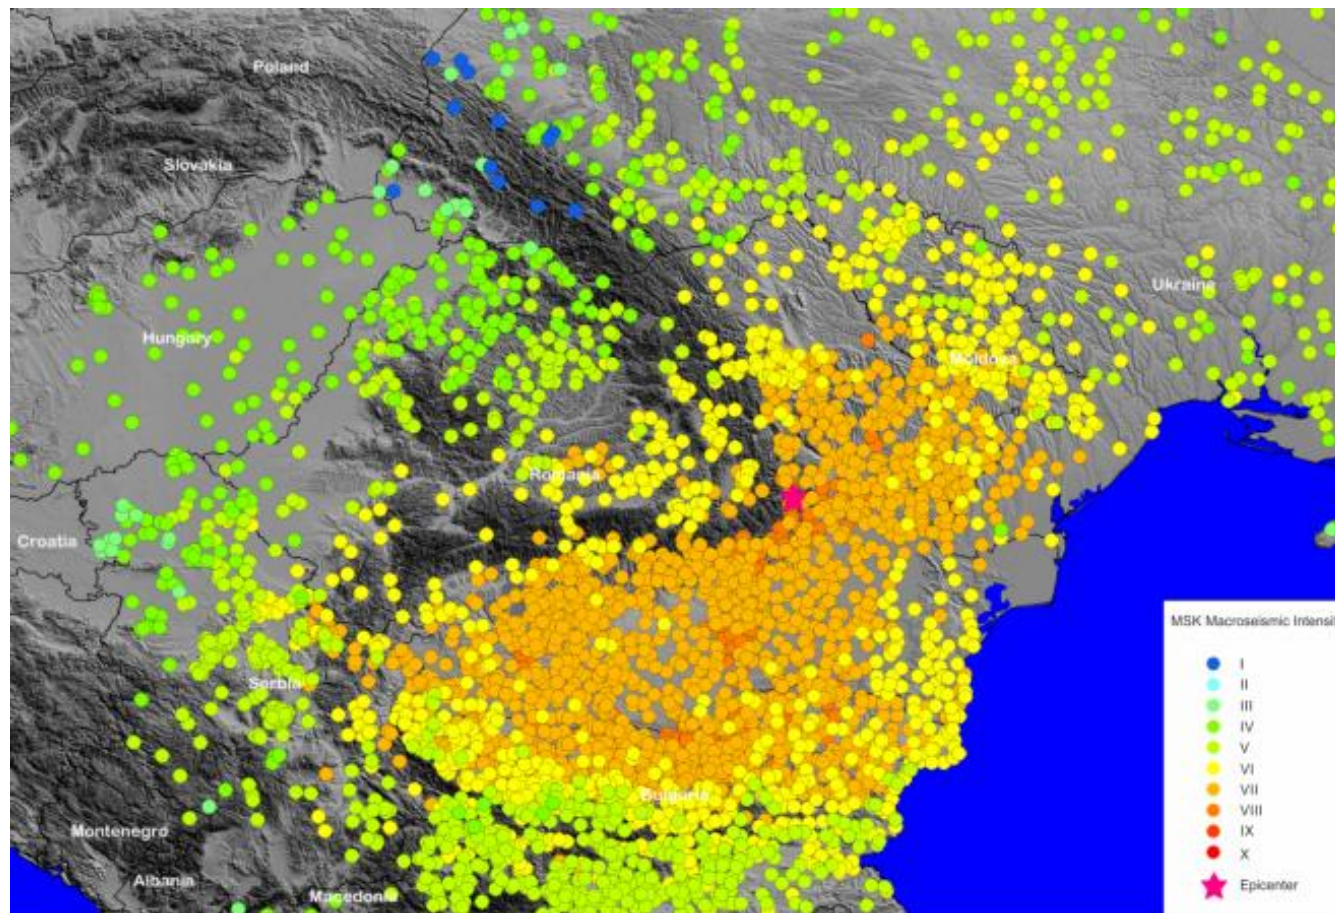 Poland
Slovakia
Ukraine
Hungary
Moldova
Romania
Croatia
Serbia
MSK Macroseismic Intensi
I
II
III
IV
V
VI
VII
VIII
IX
X
Epicenter
Bulgaria
Montenegro
Albania
Macedonia